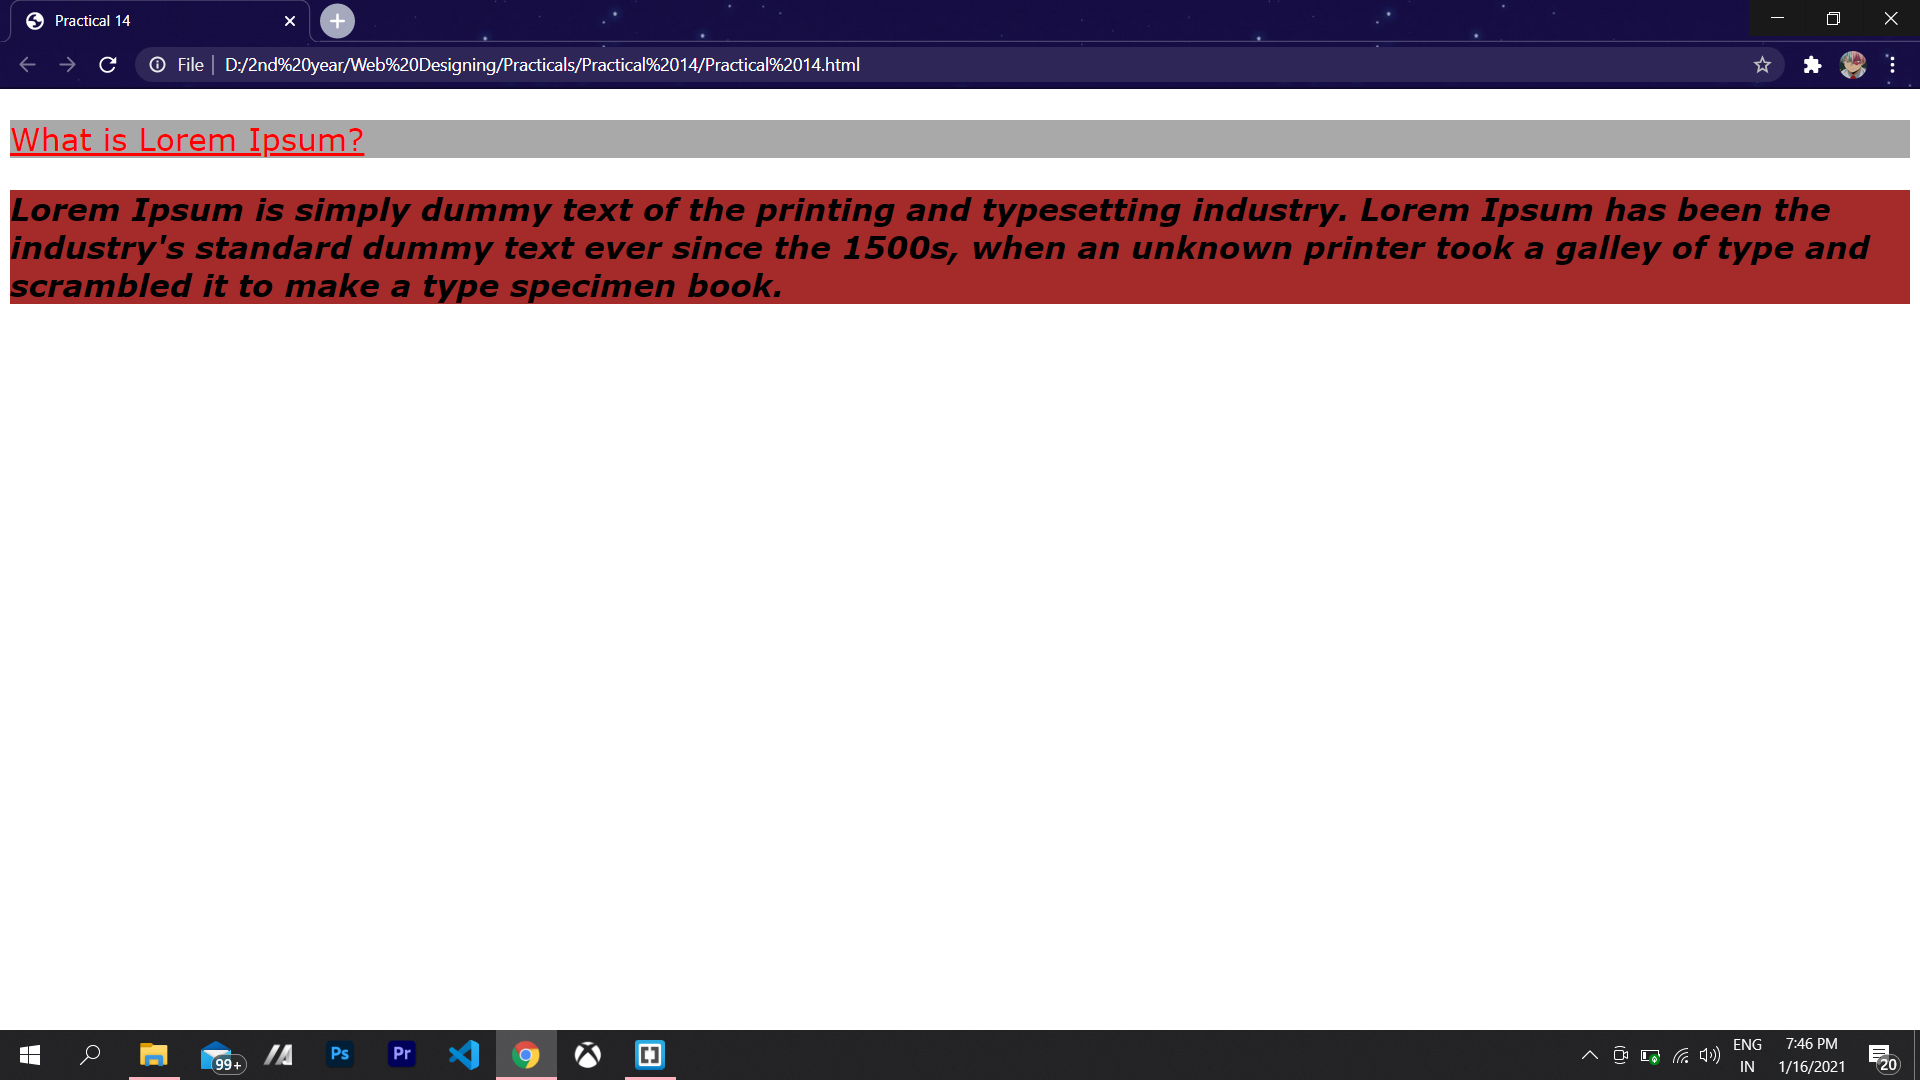 Practical 14
File
D:/2nd%20year/Web%20Designing/Practicals/Practical%2014/Practical%2014.html
What is Lorem Ipsum?
Lorem Ipsum is simply dummy text of the printing and typesetting industry. Lorem Ipsum has been the
industry's standard dummy text ever since the 1500s, when an unknown printer took a galley of type and
scrambled it to make a type specimen book.
99+
Ps
Pr
ENG
IN
7:46 PM
1/16/2021
20